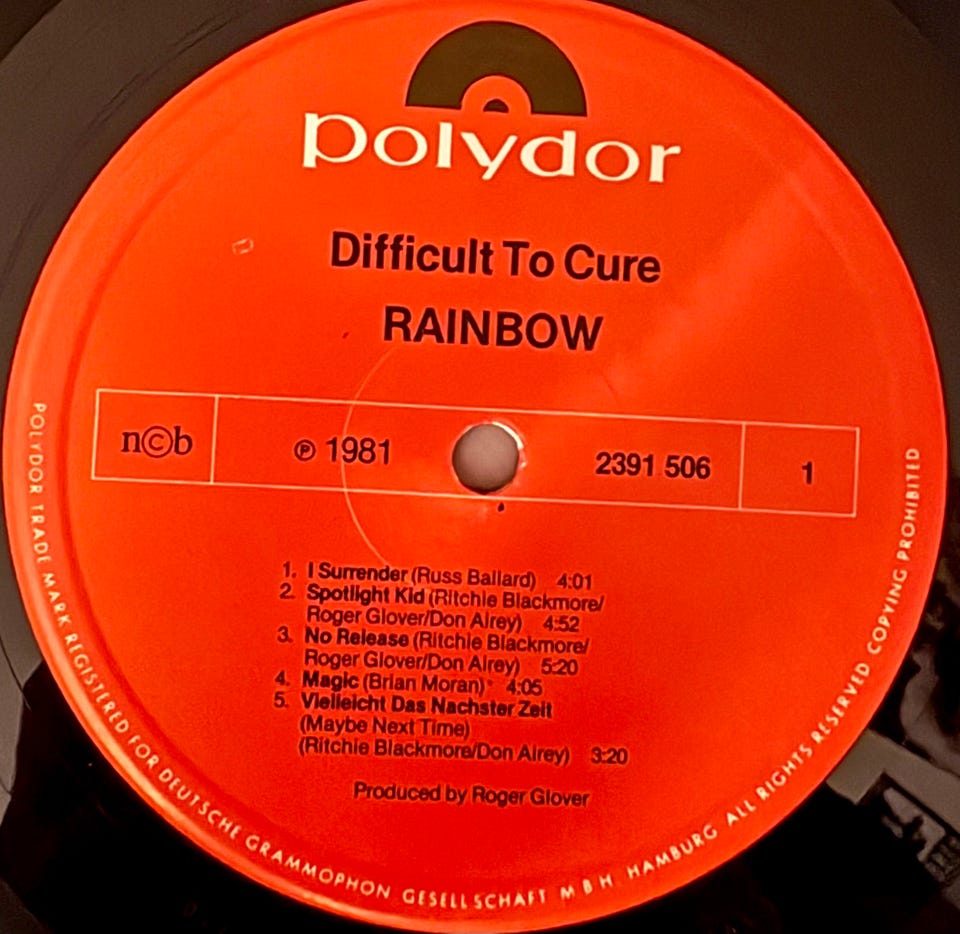 polydor
Difficult To Cure
RAINBOW
n©b
℗ 1981
2391 506
1
1. I Surrender (Russ Ballard) 4:01
2. Spotlight Kid (Ritchie Blackmore/
Roger Glover/Don Airey) 4:52
3. No Release (Ritchie Blackmore/
Roger Glover/Don Airey) 5:20
4. Magic (Brian Moran) 4:05
5. Vielleicht Das Nachster Zeit
(Maybe Next Time)
(Ritchie Blackmore/Don Airey) 3:20
Produced by Roger Glover
POLYDOR TRADE MARK REGISTERED FOR DEUTSCHE GRAMMOPHON GESELLSCHAFT M B H HAMBURG ALL RIGHTS RESERVED COPYING PROHIBITED